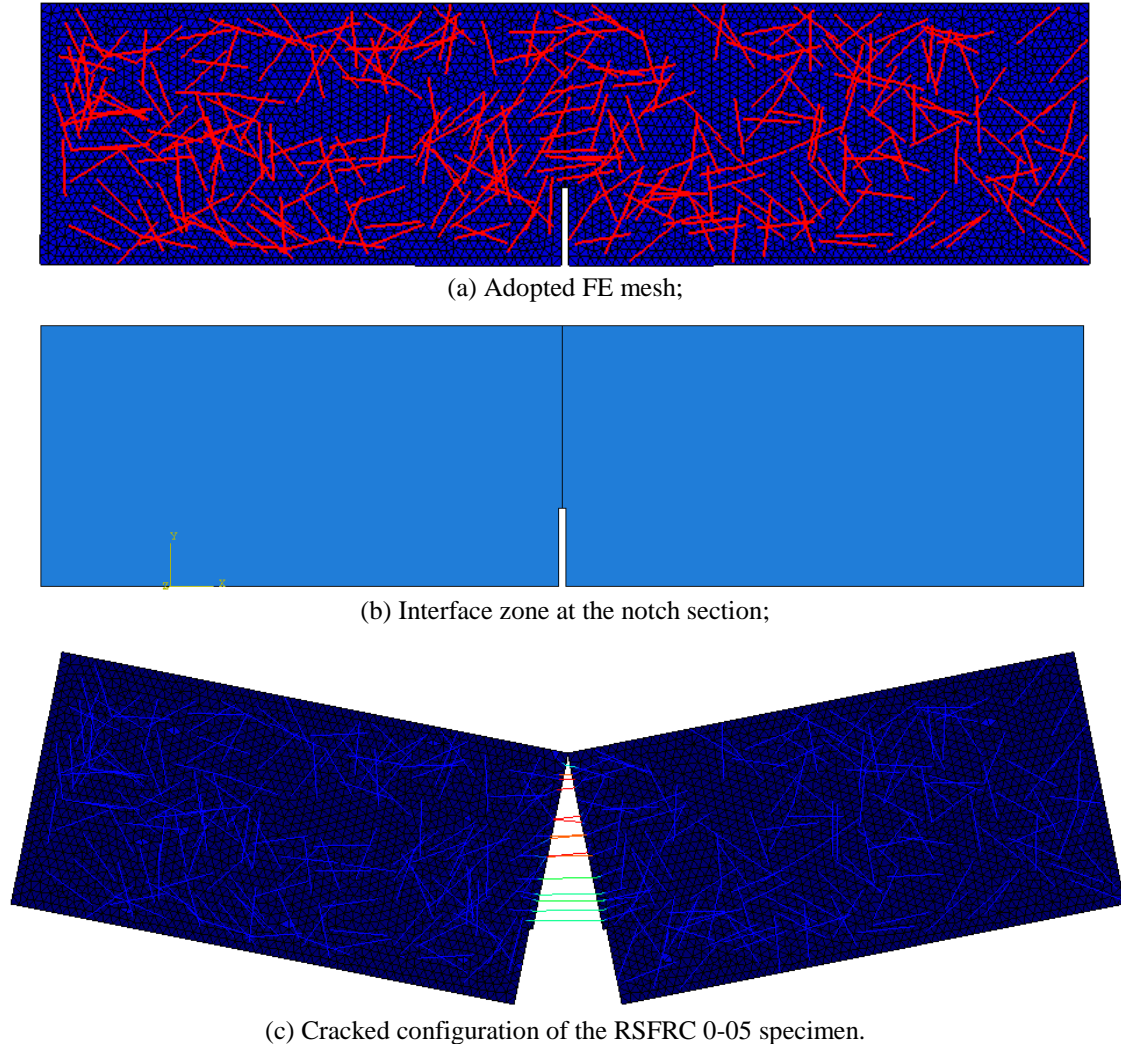 (a) Adopted FE mesh;
Y
Z X
(b) Interface zone at the notch section;
(c) Cracked configuration of the RSFRC 0-05 specimen.